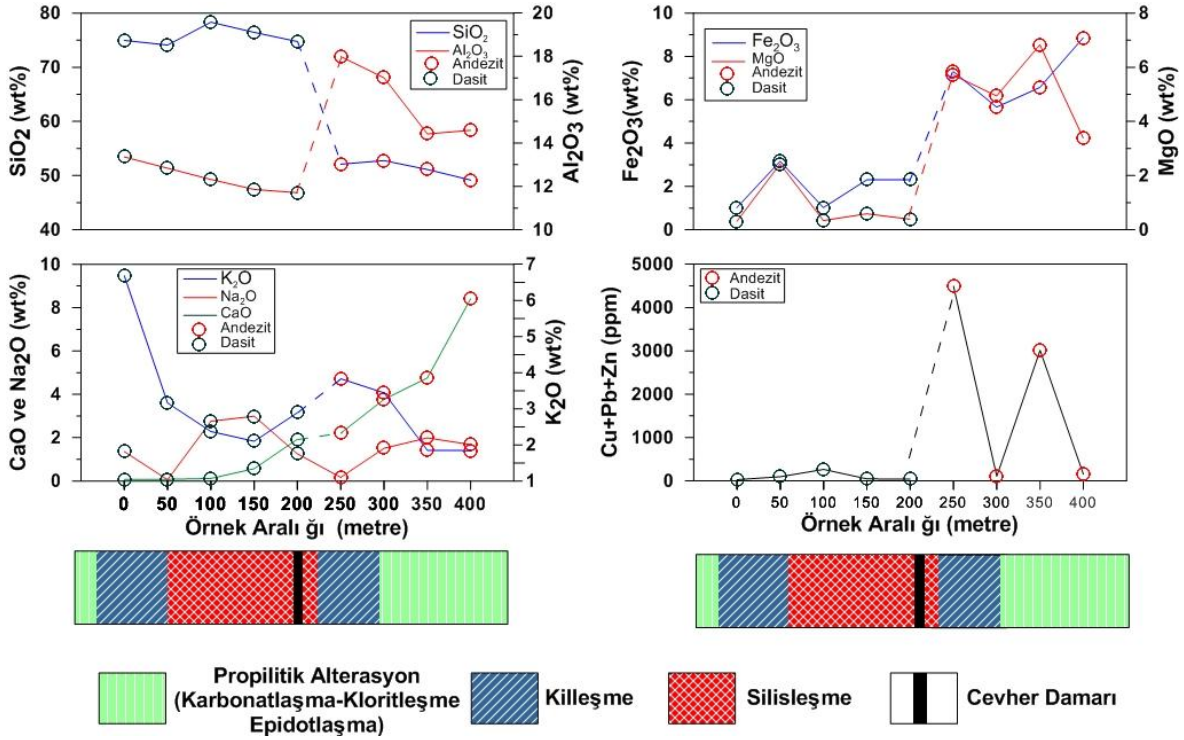 80
70
60
50
40
SiO2 (wt%)
20
18
16
14
12
10
Al2O3 (wt%)
SiO2
Al2O3
Andezit
Dasit
10
8
6
4
2
0
Fe2O3(wt%)
8
6
4
2
0
MgO (wt%)
Fe2O3
MgO
Andezit
Dasit
10
8
6
4
2
0
CaO ve Na2O (wt%)
7
6
5
4
3
2
1
K2O (wt%)
K2O
Na2O
CaO
Andezit
Dasit
0 50 100 150 200 250 300 350 400
Örnek Aralı ğı (metre)
5000
4000
3000
2000
1000
0
Cu+Pb+Zn (ppm)
Andezit
Dasit
0 50 100 150 200 250 300 350 400
Örnek Aralı ğı (metre)
Propilitik Alterasyon
(Karbonatlaşma-Kloritleşme
Epidotlaşma)
Killeşme
Silisleşme
Cevher Damarı